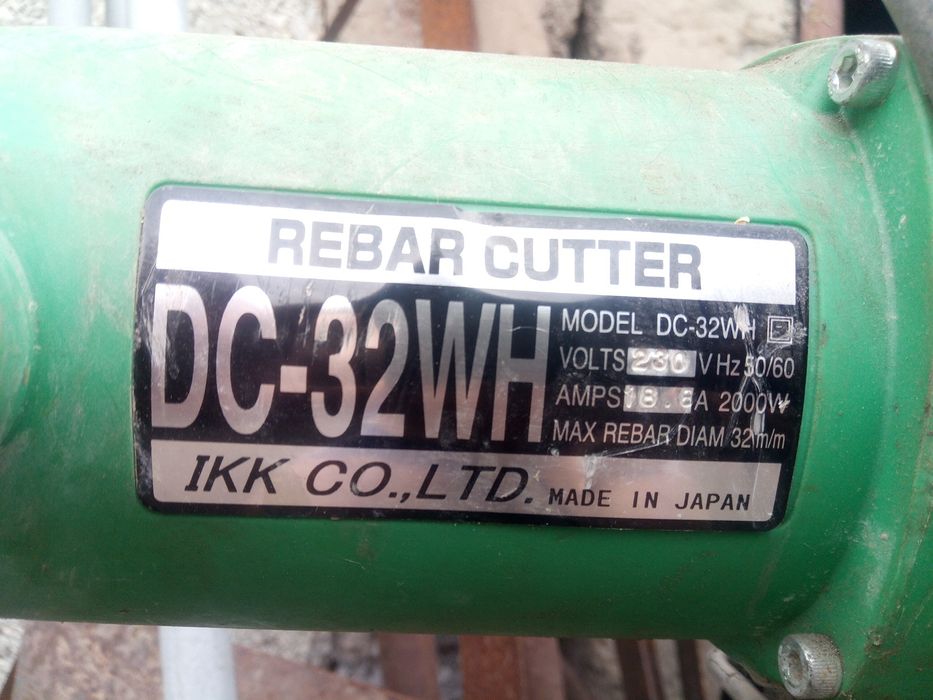 REBAR CUTTER
DC-32WH
MODEL DC-32WH
VOLTS 230 V Hz 50/60
AMPS A 2000W
MAX REBAR DIAM 32m/m
IKK CO.,LTD. MADE IN JAPAN